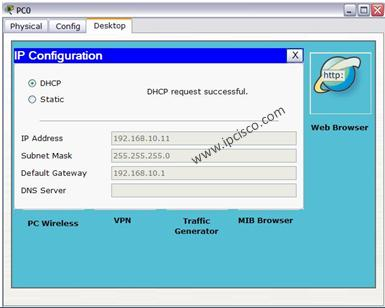 PC0
Physical Config Desktop
IP Configuration X
DHCP
Static
DHCP request successful.
IP Address 192.168.10.11
Subnet Mask 255.255.255.0
Default Gateway 192.168.10.1
DNS Server
www.ipcisco.com
http:
Web Browser
PC Wireless
VPN
Traffic
Generator
MIB Browser